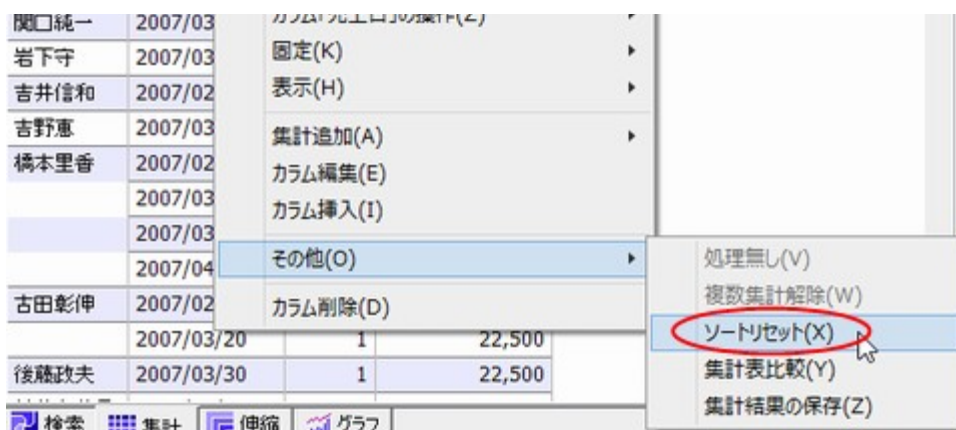 関口純一 2007/03
岩下守 2007/03
吉井信和 2007/02
吉野恵 2007/03
橋本里香 2007/02
2007/03
2007/03
2007/04
古田彰伸 2007/02
2007/03/20 1 22,500
後藤政夫 2007/03/30 1 22,500
検索 集計 伸縮 グラフ
固定(K)
表示(H)
集計追加(A)
カラム編集(E)
カラム挿入(I)
その他(O)
カラム削除(D)
処理無し(V)
複数集計解除(W)
ソートリセット(X)
集計表比較(Y)
集計結果の保存(Z)